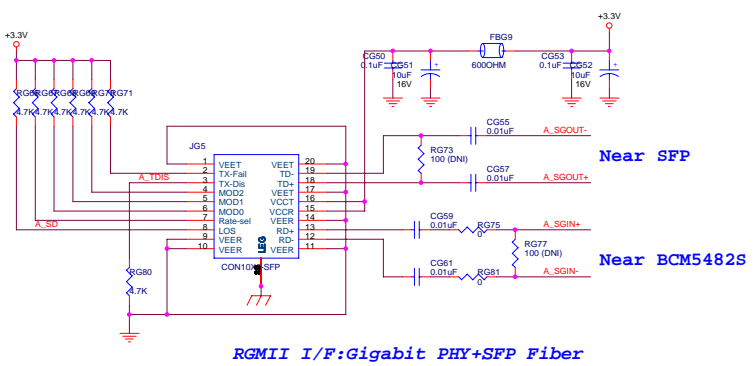 +3.3V
+3.3V
FBG9
600OHM
CG50
0.1uF
CG51
10uF
16V
CG53
0.1uF
CG52
10uF
16V
RG71
4.7K
4.7K
4.7K
4.7K
4.7K
4.7K
CG55
0.01uF
A_SGOUT-
RG73
100 (DNI)
Near SFP
CG57
0.01uF
A_SGOUT+
JG5
1 VEET
2 TX-Fail
3 TX-Dis
4 MOD2
5 MOD1
6 MOD0
7 Rate-sel
8 LOS
9 VEER
10 VEER
VEET 20
TD- 19
TD+ 18
VEET 17
VCCT 16
VCCR 15
VEER 14
RD+ 13
RD- 12
VEER 11
LEG
A_TDIS
A_SD
CG59
0.01uF
RG75
0
A_SGIN+
RG77
100 (DNI)
Near BCM5482S
CG61
0.01uF
RG81
0
A_SGIN-
RG80
4.7K
RGMII I/F:Gigabit PHY+SFP Fiber